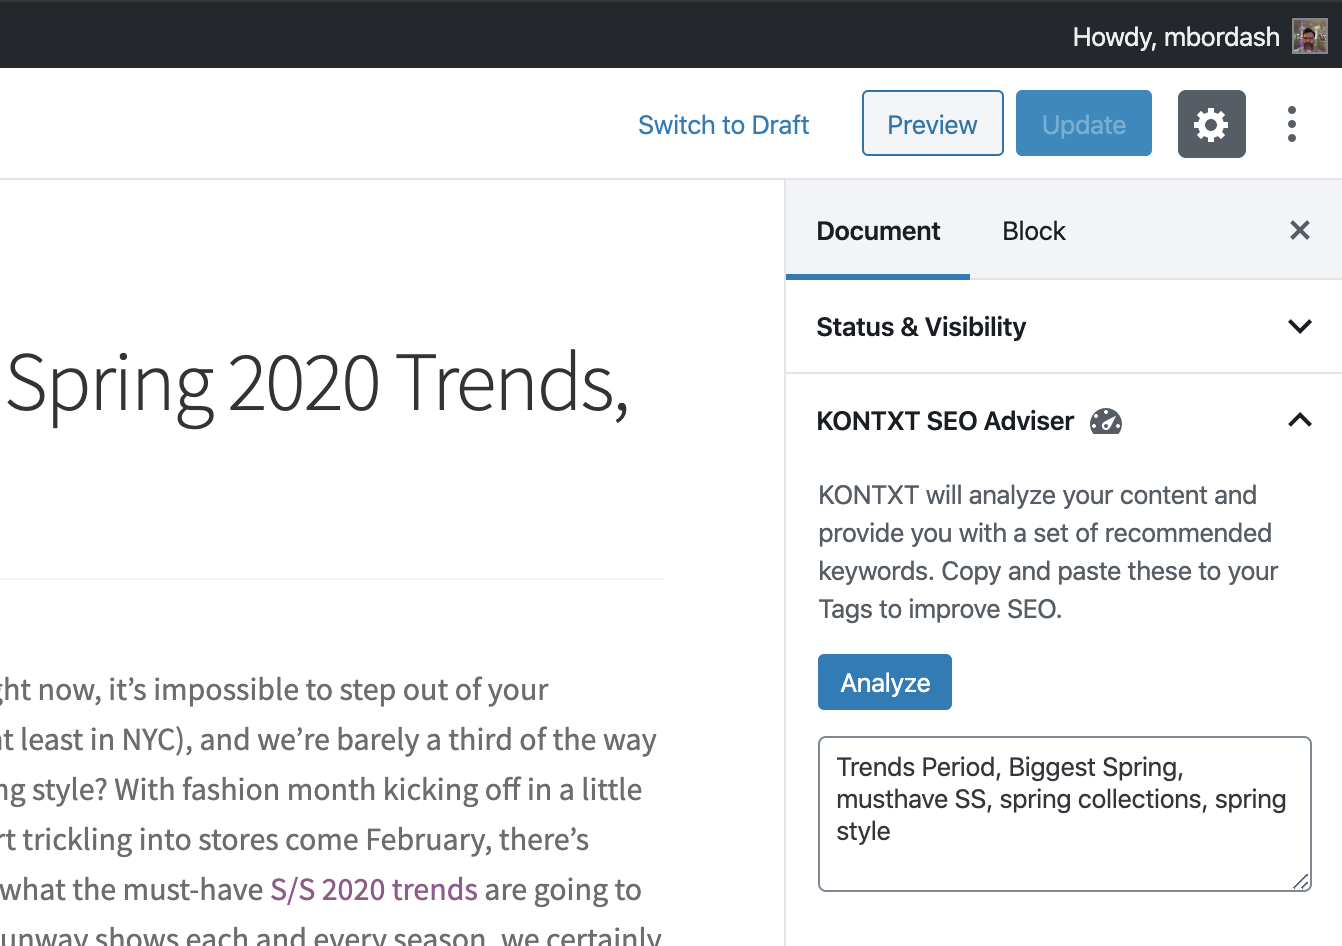 Howdy, mbordash
Switch to Draft
Preview
Update
Document
Block
Status & Visibility
Spring 2020 Trends,
KONTXT SEO Adviser
KONTXT will analyze your content and
provide you with a set of recommended
keywords. Copy and paste these to your
Tags to improve SEO.
Analyze
Trends Period, Biggest Spring,
musthave SS, spring collections, spring
style
ght now, it’s impossible to step out of your
at least in NYC), and we’re barely a third of the way
ng style? With fashion month kicking off in a little
rt trickling into stores come February, there’s
what the must-have S/S 2020 trends are going to
unway shows each and every season, we certainly